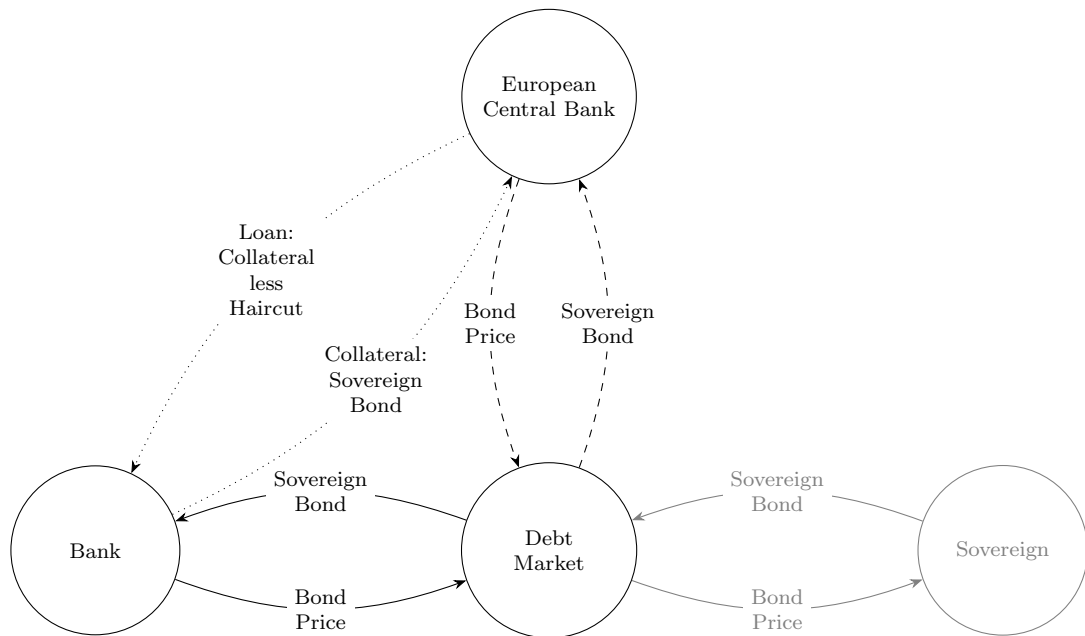 European
Central Bank
Loan:
Collateral
less
Haircut
Bond
Price
Sovereign
Bond
Collateral:
Sovereign
Bond
Sovereign
Bond
Sovereign
Bond
Bank
Debt
Market
Sovereign
Bond
Price
Bond
Price